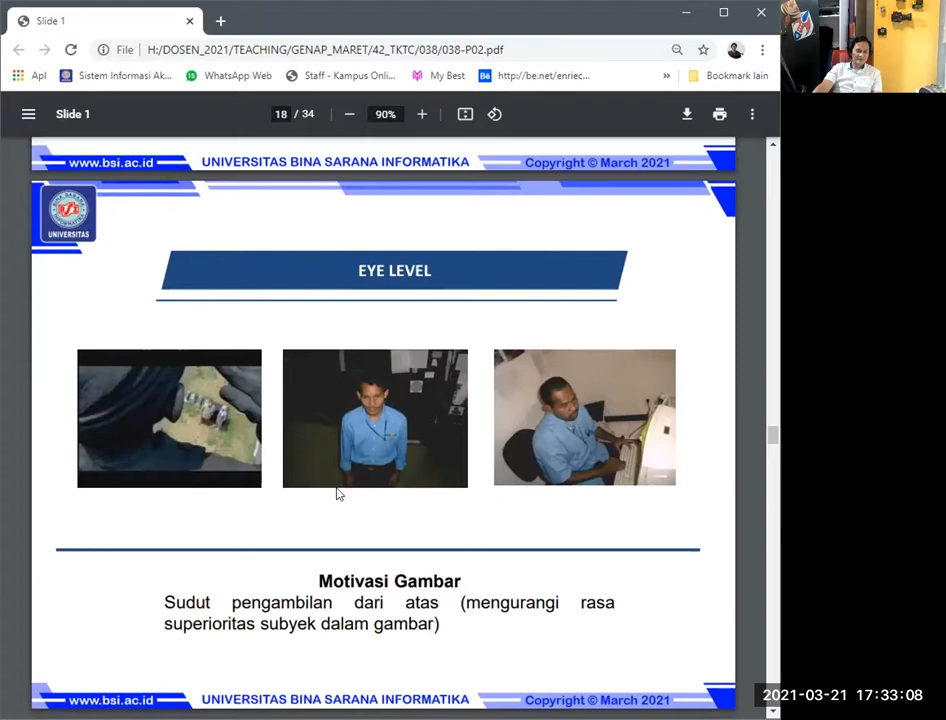 Slide 1
File H:/DOSEN_2021/TEACHING/GENAP_MARET/42_TKTC/038/038-P02.pdf
Apl Sistem Informasi Ak... WhatsApp Web Staff - Kampus Onli... My Best http://be.net/enriec... » Bookmark lain
Slide 1 18 / 34 90%
www.bsi.ac.id UNIVERSITAS BINA SARANA INFORMATIKA Copyright © March 2021
UNIVERSITAS
EYE LEVEL
Motivasi Gambar
Sudut pengambilan dari atas (mengurangi rasa
superioritas subyek dalam gambar)
www.bsi.ac.id UNIVERSITAS BINA SARANA INFORMATIKA Copyright © March 2021
2021-03-21 17:33:08